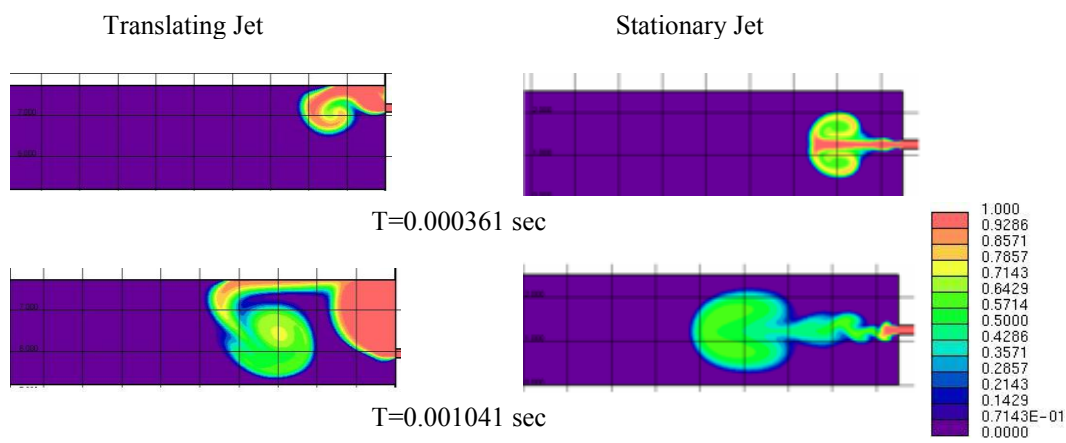 Translating Jet
Stationary Jet
T=0.000361 sec
1.000
0.9286
0.8571
0.7857
0.7143
0.6429
0.5714
0.5000
0.4286
0.3571
0.2857
0.2143
0.1429
0.7143E-01
0.0000
T=0.001041 sec